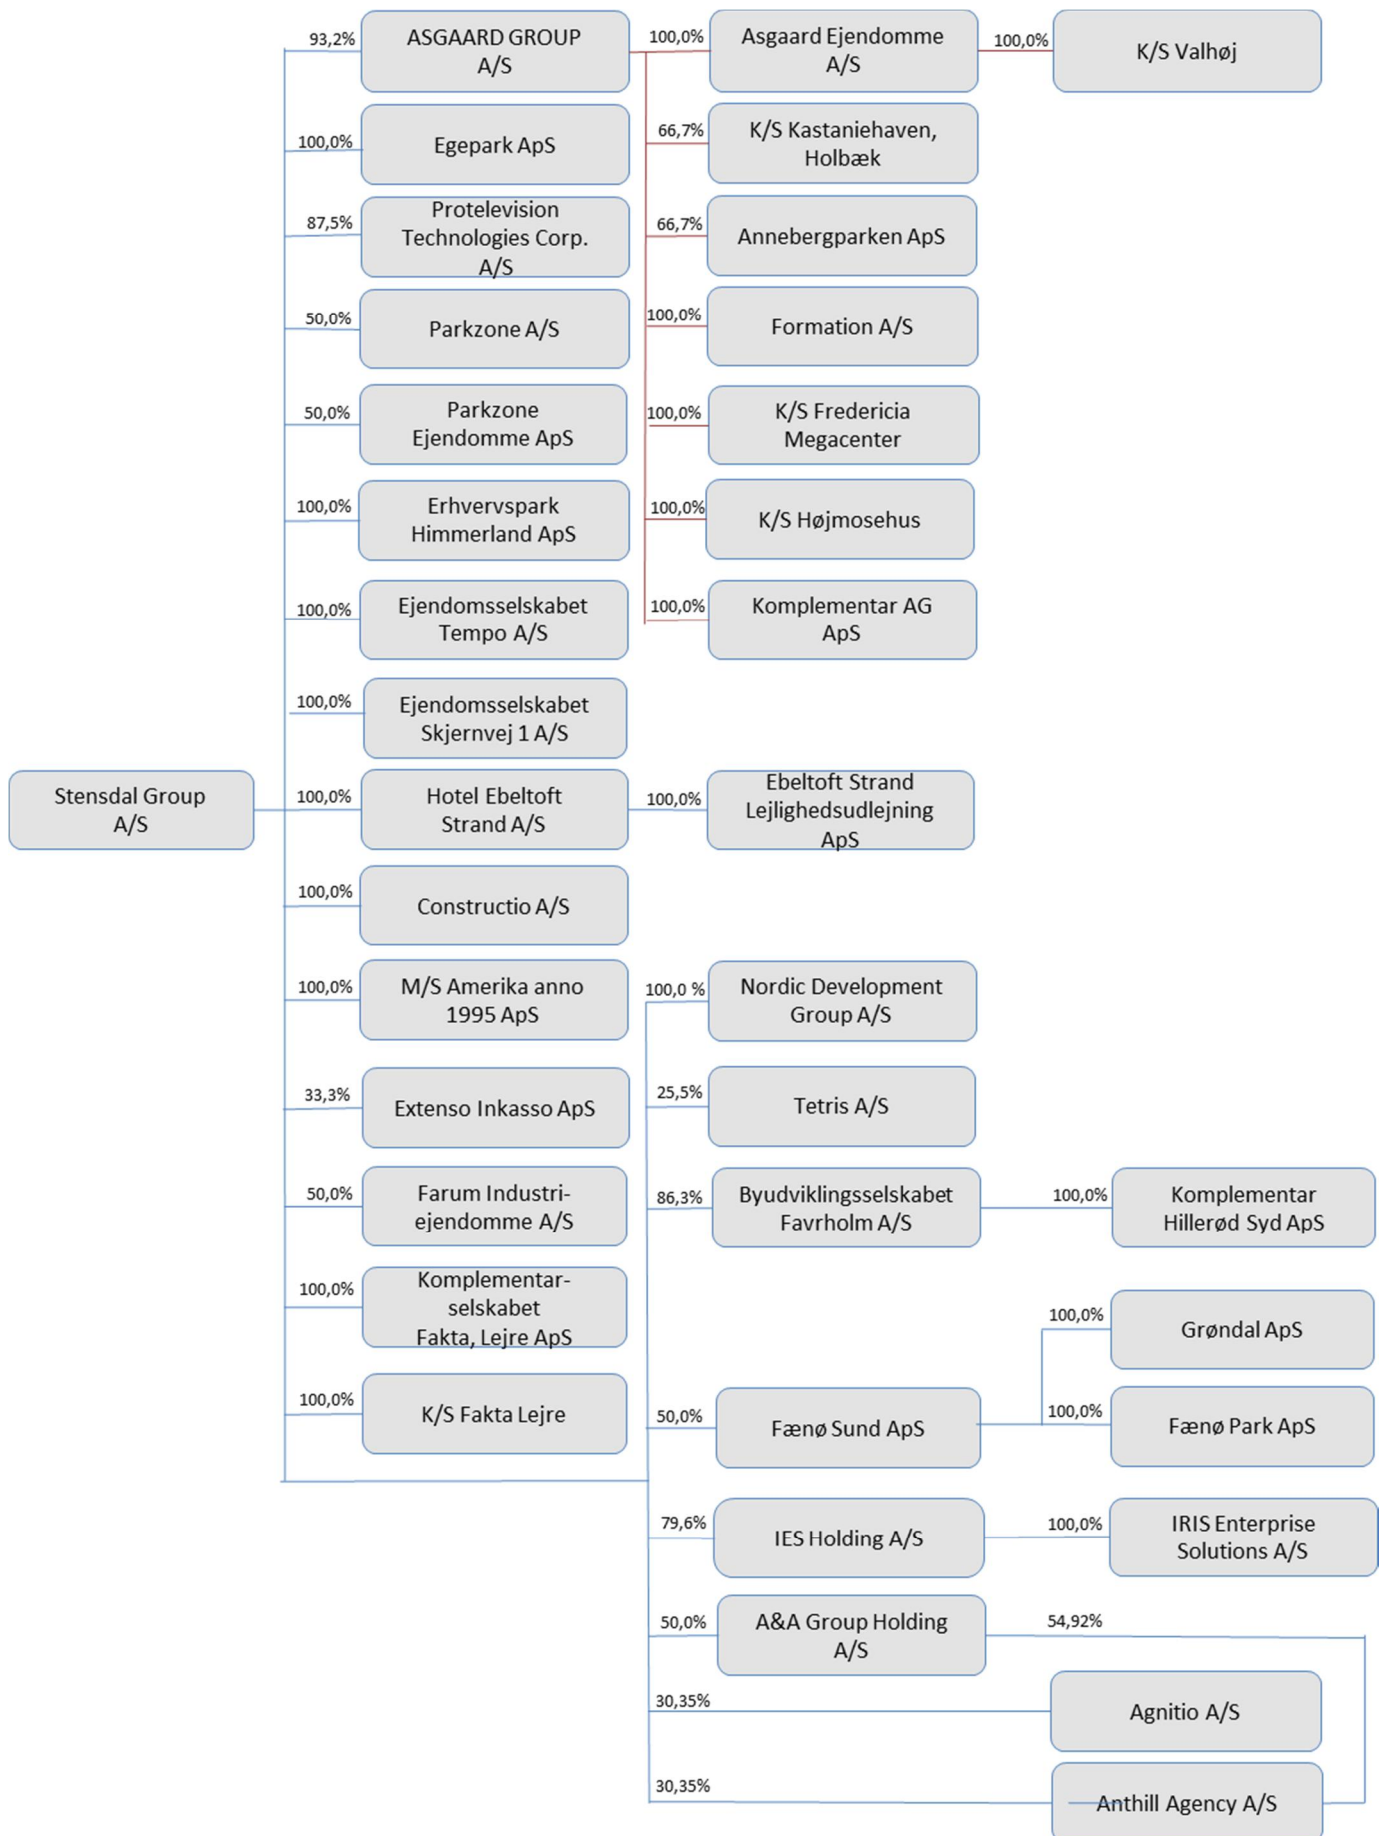 93,2%
ASGAARD GROUP
A/S
100,0%
Asgaard Ejendomme
A/S
100,0%
K/S Valhøj
100,0%
Egepark ApS
66,7%
K/S Kastaniehaven,
Holbæk
87,5%
Protelevision
Technologies Corp.
A/S
66,7%
Annebergparken ApS
50,0%
Parkzone A/S
100,0%
Formation A/S
50,0%
Parkzone
Ejendomme ApS
100,0%
K/S Fredericia
Megacenter
100,0%
Erhvervspark
Himmerland ApS
100,0%
K/S Højmosehus
100,0%
Ejendomsselskabet
Tempo A/S
100,0%
Komplementar AG
ApS
100,0%
Ejendomsselskabet
Skjernvej 1 A/S
Stensdal Group
A/S
100,0%
Hotel Ebeltoft
Strand A/S
100,0%
Ebeltoft Strand
Lejlighedsudlejning
ApS
100,0%
Constructio A/S
100,0%
M/S Amerika anno
1995 ApS
100,0 %
Nordic Development
Group A/S
33,3%
Extenso Inkasso ApS
25,5%
Tetris A/S
50,0%
Farum Industri-
ejendomme A/S
86,3%
Byudviklingsselskabet
Favrholm A/S
100,0%
Komplementar
Hillerød Syd ApS
100,0%
Komplementar-
selskabet
Fakta, Lejre ApS
100,0%
Grøndal ApS
100,0%
K/S Fakta Lejre
50,0%
Fænø Sund ApS
100,0%
Fænø Park ApS
79,6%
IES Holding A/S
100,0%
IRIS Enterprise
Solutions A/S
50,0%
A&A Group Holding
A/S
54,92%
30,35%
Agnitio A/S
30,35%
Anthill Agency A/S